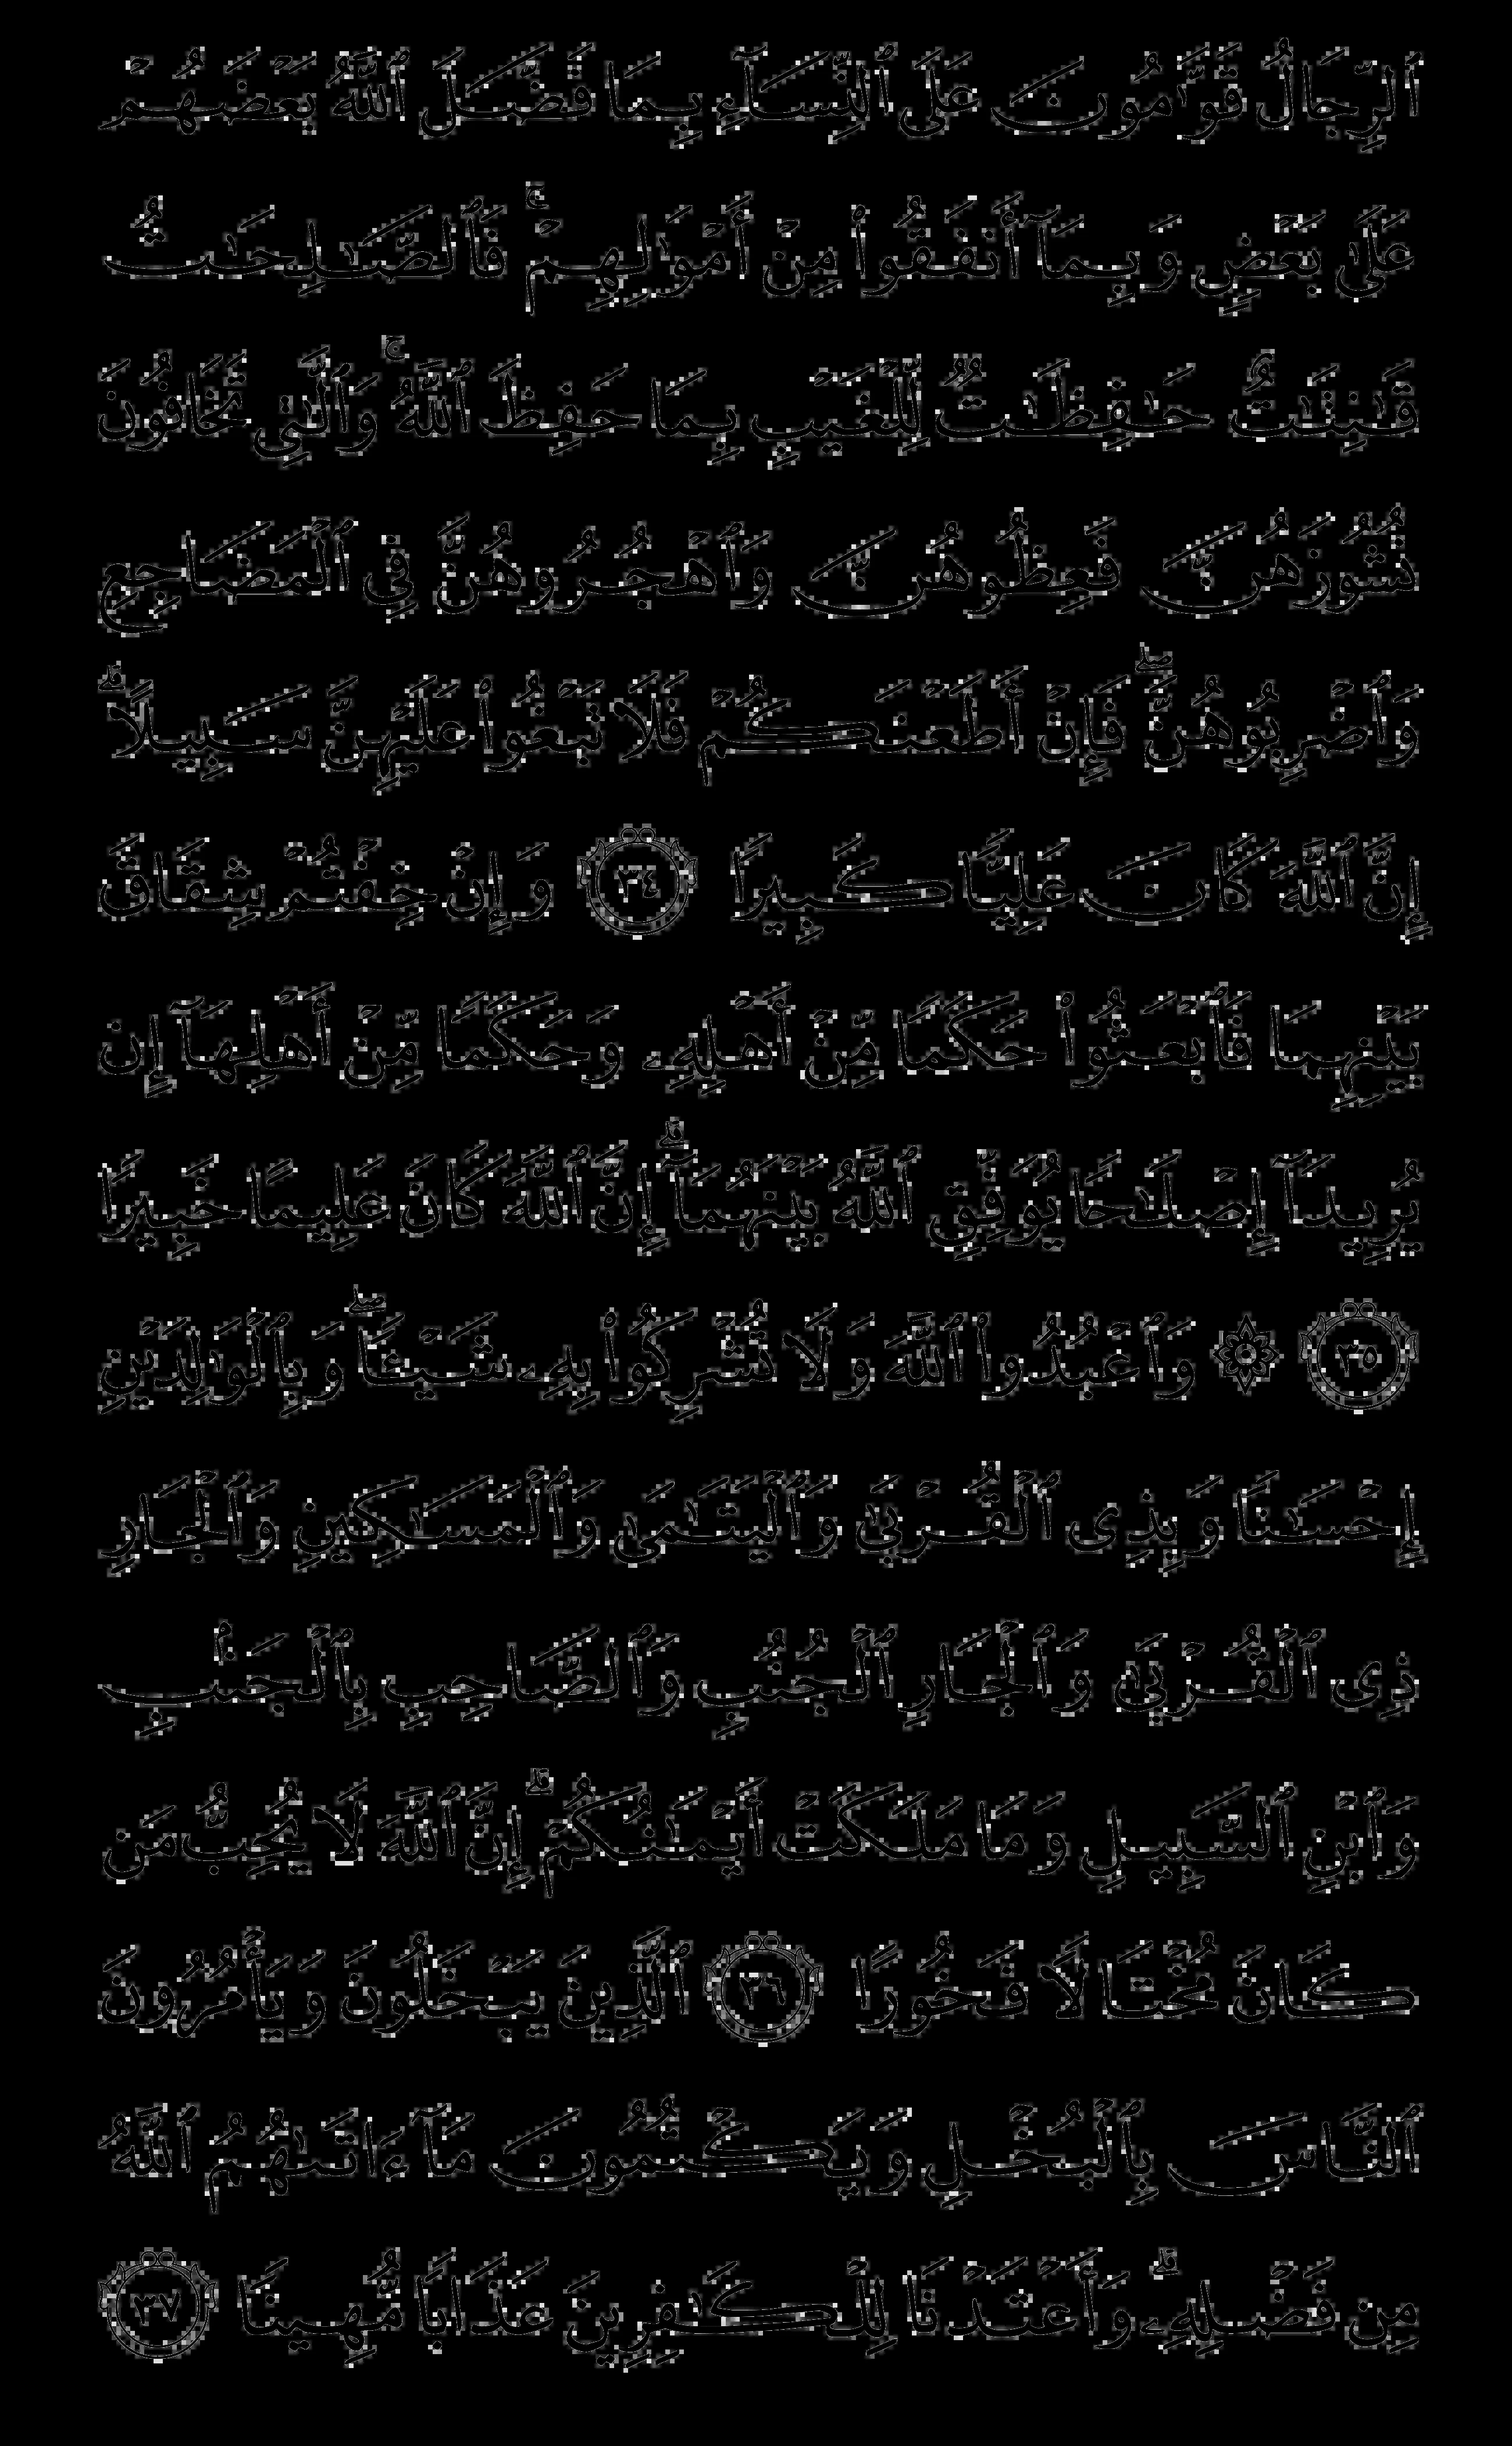 ٱلرِّجَالُ قَوَّٰمُونَ عَلَى ٱلنِّسَآءِ بِمَا فَضَّلَ ٱللَّهُ بَعْضَهُمْ
عَلَىٰ بَعْضٍ وَبِمَآ أَنفَقُوا۟ مِنْ أَمْوَٰلِهِمْ ۚ فَٱلصَّٰلِحَٰتُ
قَٰنِتَٰتٌ حَٰفِظَٰتٌ لِّلْغَيْبِ بِمَا حَفِظَ ٱللَّهُ ۚ وَٱلَّٰتِى تَخَافُونَ
نُشُوزَهُنَّ فَعِظُوهُنَّ وَٱهْجُرُوهُنَّ فِى ٱلْمَضَاجِعِ
وَٱضْرِبُوهُنَّ ۖ فَإِنْ أَطَعْنَكُمْ فَلَا تَبْغُوا۟ عَلَيْهِنَّ سَبِيلًا ۗ
إِنَّ ٱللَّهَ كَانَ عَلِيًّا كَبِيرًا ٣٤ وَإِنْ خِفْتُمْ شِقَاقَ
بَيْنِهِمَا فَٱبْعَثُوا۟ حَكَمًا مِّنْ أَهْلِهِۦ وَحَكَمًا مِّنْ أَهْلِهَآ إِن
يُرِيدَآ إِصْلَٰحًا يُوَفِّقِ ٱللَّهُ بَيْنَهُمَآ ۗ إِنَّ ٱللَّهَ كَانَ عَلِيمًا خَبِيرًا
٣٥ ۞ وَٱعْبُدُوا۟ ٱللَّهَ وَلَا تُشْرِكُوا۟ بِهِۦ شَيْـًٔا ۖ وَبِٱلْوَٰلِدَيْنِ
إِحْسَٰنًا وَبِذِى ٱلْقُرْبَىٰ وَٱلْيَتَٰمَىٰ وَٱلْمَسَٰكِينِ وَٱلْجَارِ
ذِى ٱلْقُرْبَىٰ وَٱلْجَارِ ٱلْجُنُبِ وَٱلصَّاحِبِ بِٱلْجَنۢبِ
وَٱبْنِ ٱلسَّبِيلِ وَمَا مَلَكَتْ أَيْمَٰنُكُمْ ۗ إِنَّ ٱللَّهَ لَا يُحِبُّ مَن
كَانَ مُخْتَالًا فَخُورًا ٣٦ ٱلَّذِينَ يَبْخَلُونَ وَيَأْمُرُونَ
ٱلنَّاسَ بِٱلْبُخْلِ وَيَكْتُمُونَ مَآ ءَاتَىٰهُمُ ٱللَّهُ
مِن فَضْلِهِۦ ۗ وَأَعْتَدْنَا لِلْكَٰفِرِينَ عَذَابًا مُّهِينًا ٣٧